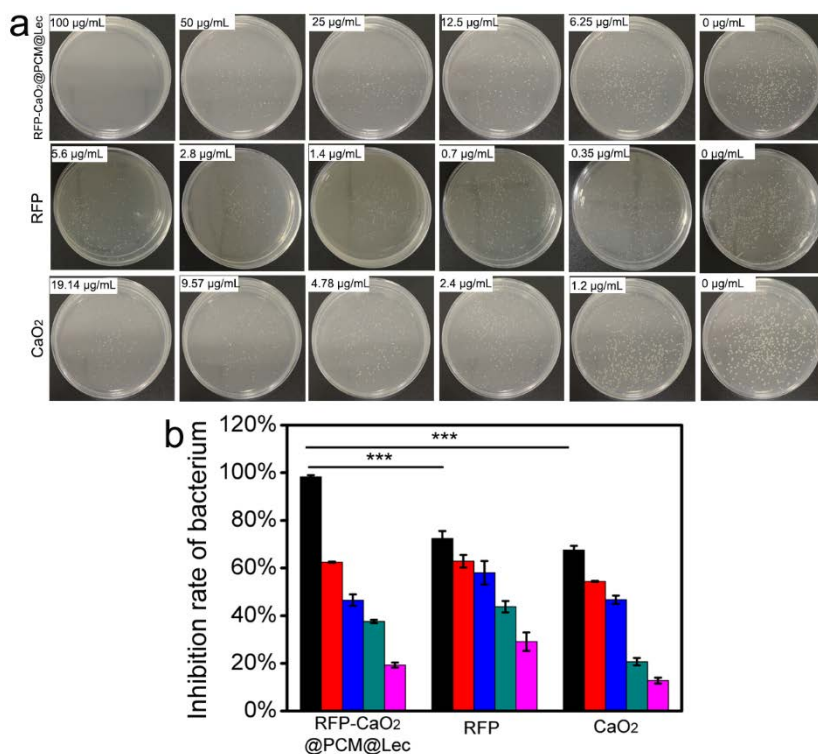 a
RFP-CaO₂@PCM@Lec
100 μg/mL
50 μg/mL
25 μg/mL
12.5 μg/mL
6.25 μg/mL
0 μg/mL
RFP
5.6 μg/mL
2.8 μg/mL
1.4 μg/mL
0.7 μg/mL
0.35 μg/mL
0 μg/mL
CaO₂
19.14 μg/mL
9.57 μg/mL
4.78 μg/mL
2.4 μg/mL
1.2 μg/mL
0 μg/mL
b
Inhibition rate of bacterium
120%
100%
80%
60%
40%
20%
0%
***
***
RFP-CaO₂
@PCM@Lec
RFP
CaO₂